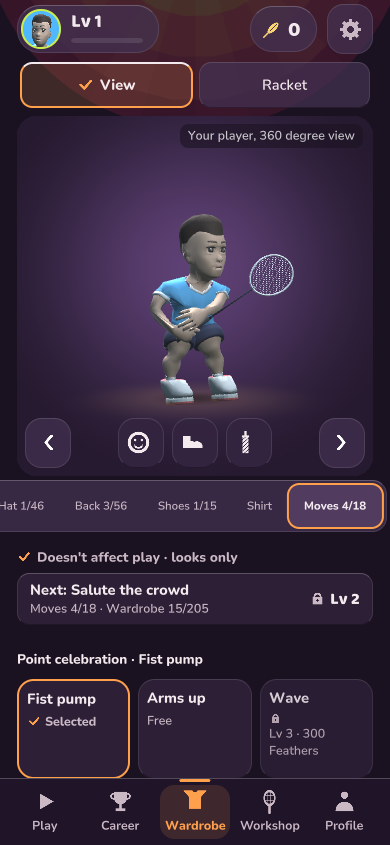 Lv 1
0
View
Racket
Your player, 360 degree view
Hat 1/46
Back 3/56
Shoes 1/15
Shirt
Moves 4/18
Doesn't affect play · looks only
Next: Salute the crowd
Moves 4/18 · Wardrobe 15/205
Lv 2
Point celebration · Fist pump
Fist pump
Selected
Arms up
Free
Wave
Lv 3 · 300
Feathers
Play
Career
Wardrobe
Workshop
Profile